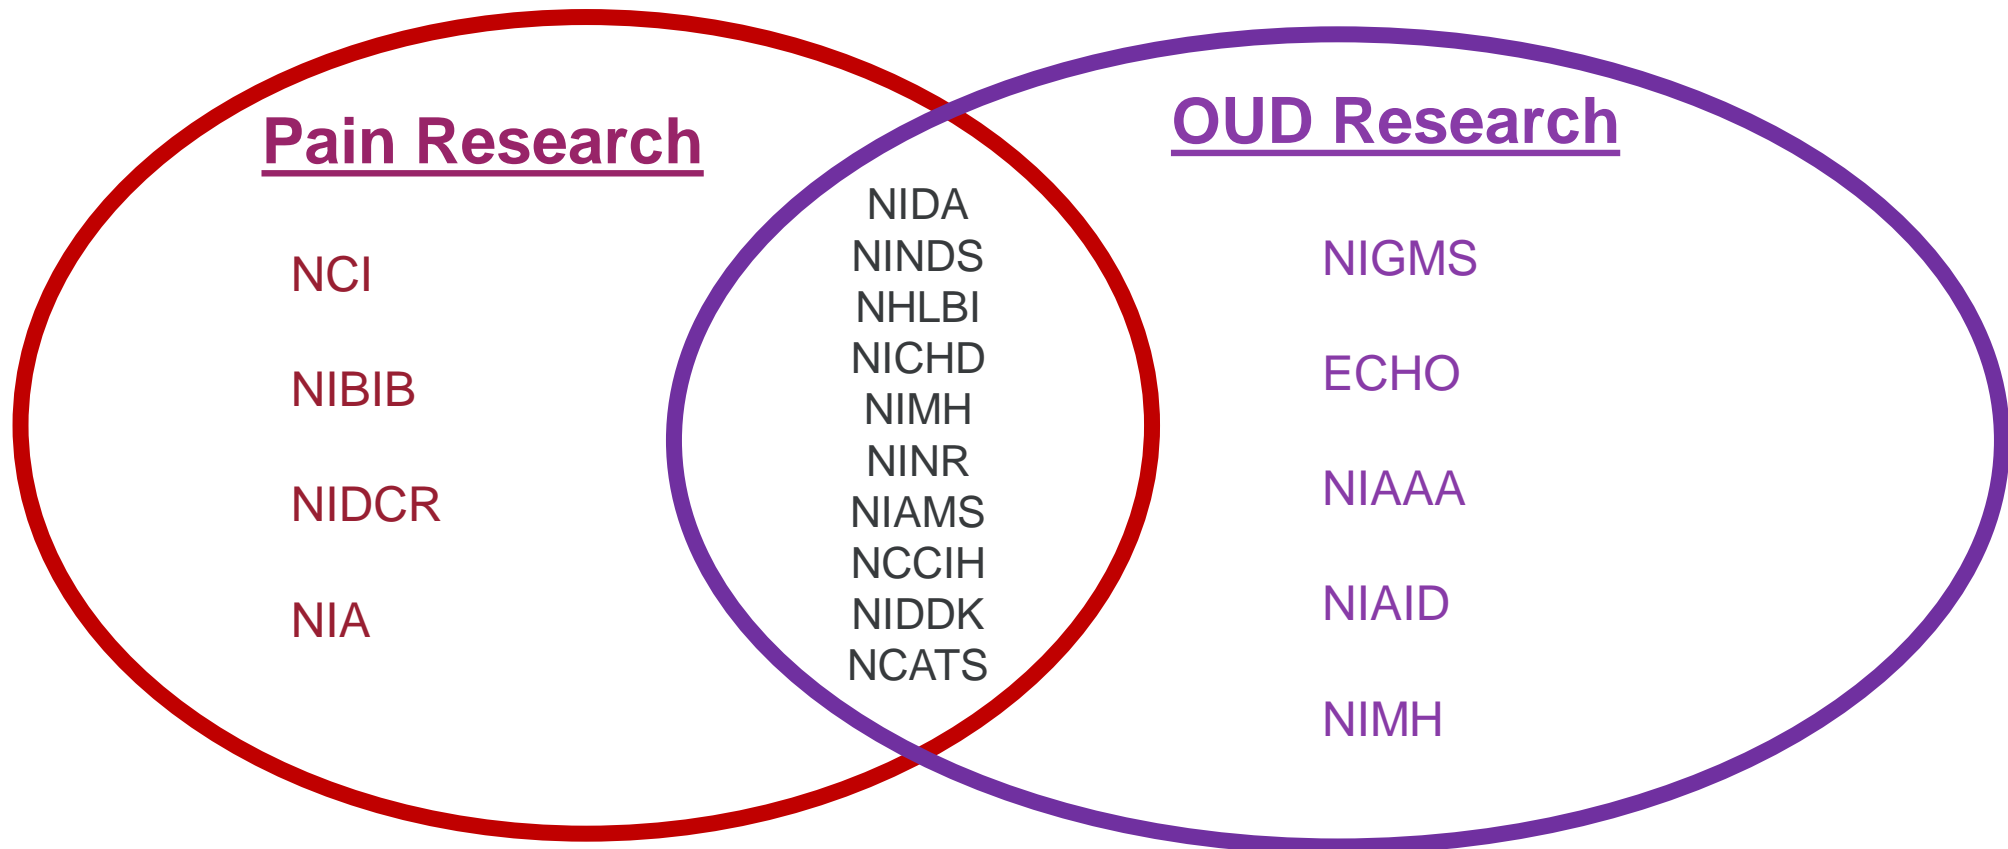 Pain Research
NCI
NIBIB
NIDCR
NIA
NIDA
NINDS
NHLBI
NICHD
NIMH
NINR
NIAMS
NCCIH
NIDDK
NCATS
OUD Research
NIGMS
ECHO
NIAAA
NIAID
NIMH